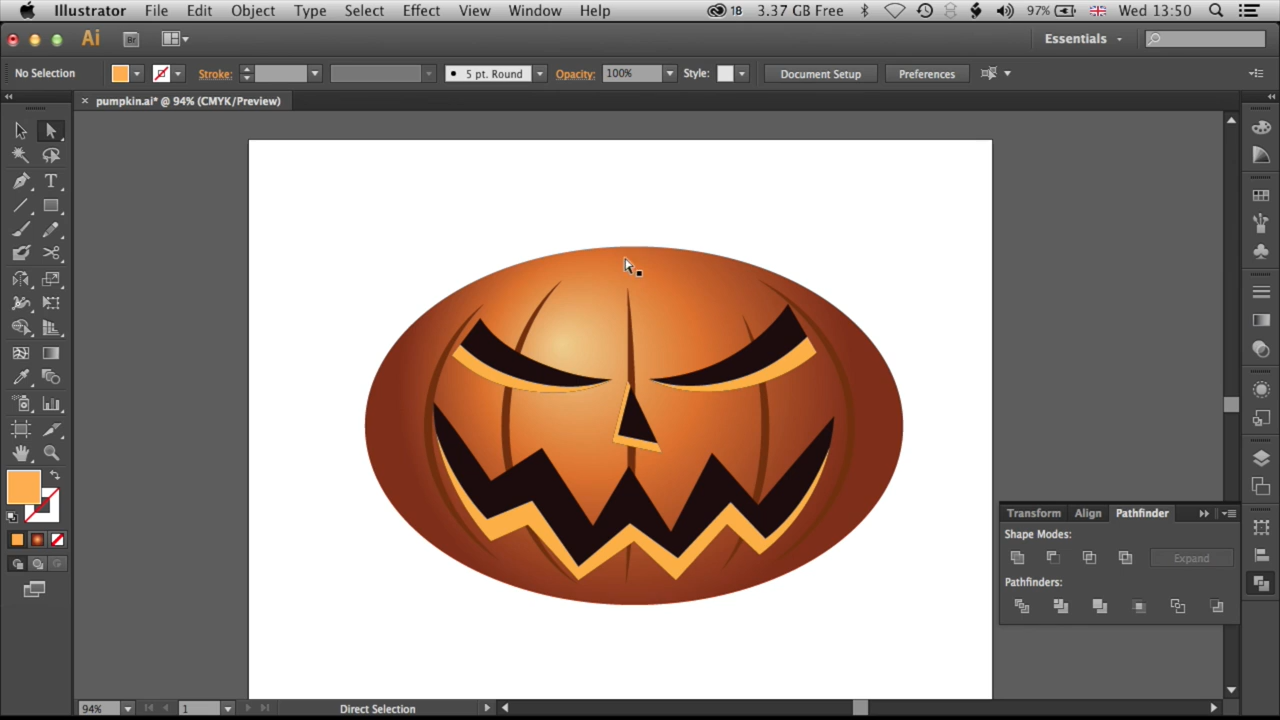 Illustrator File Edit Object Type Select Effect View Window Help 18 3.37 GB Free 97% Wed 13:50
Ai Br Essentials
No Selection Stroke: 5 pt. Round Opacity: 100% Style: Document Setup Preferences
× pumpkin.ai* @ 94% (CMYK/Preview)
T
Transform Align Pathfinder
Shape Modes:
Expand
Pathfinders:
94% 1 Direct Selection